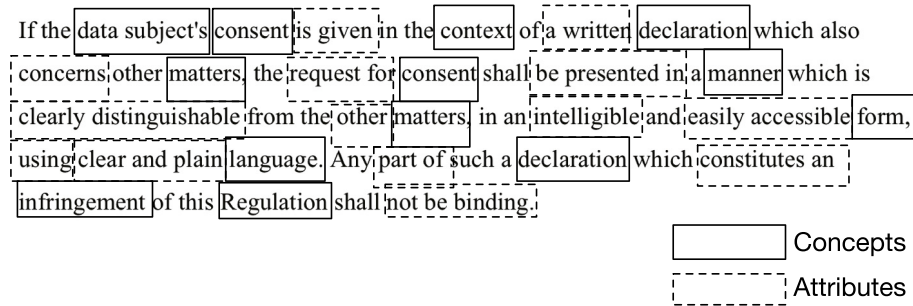 If the data subject's consent is given in the context of a written declaration which also
concerns other matters, the request for consent shall be presented in a manner which is
clearly distinguishable from the other matters, in an intelligible and easily accessible form,
using clear and plain language. Any part of such a declaration which constitutes an
infringement of this Regulation shall not be binding.
Concepts
Attributes